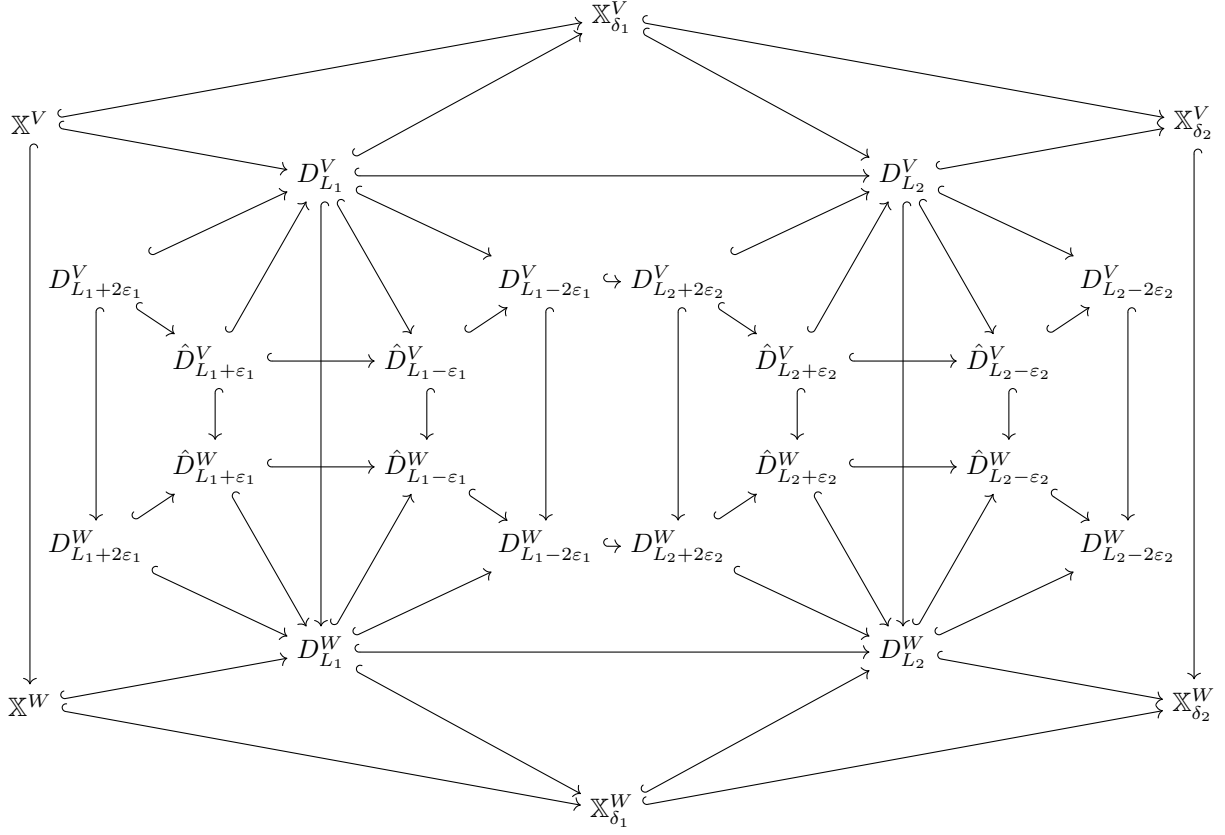 𝕏^V_{δ_1}
𝕏^V 𝕏^V_{δ_2}
D^V_{L_1} D^V_{L_2}
D^V_{L_1+2ε_1} D^V_{L_1−2ε_1} ↪ D^V_{L_2+2ε_2} D^V_{L_2−2ε_2}
D̂^V_{L_1+ε_1} D̂^V_{L_1−ε_1} D̂^V_{L_2+ε_2} D̂^V_{L_2−ε_2}
D̂^W_{L_1+ε_1} D̂^W_{L_1−ε_1} D̂^W_{L_2+ε_2} D̂^W_{L_2−ε_2}
D^W_{L_1+2ε_1} D^W_{L_1−2ε_1} ↪ D^W_{L_2+2ε_2} D^W_{L_2−2ε_2}
D^W_{L_1} D^W_{L_2}
𝕏^W 𝕏^W_{δ_2}
𝕏^W_{δ_1}